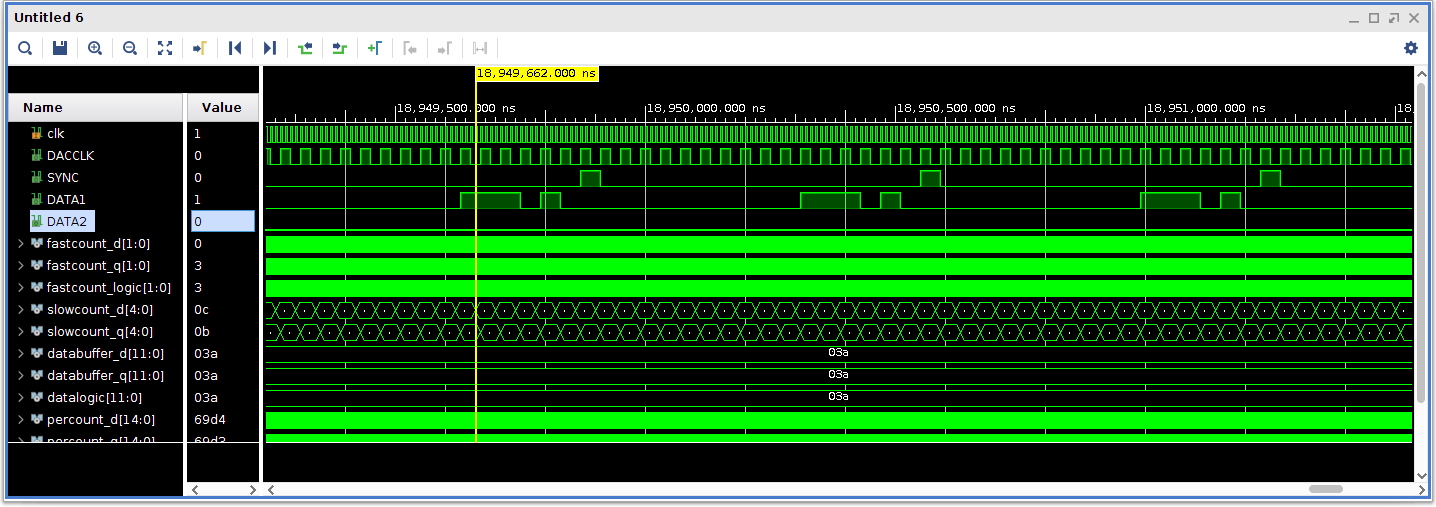 Untitled 6
18,949,662.000 ns
Name Value
18,949,500.000 ns 18,950,000.000 ns 18,950,500.000 ns 18,951,000.000 ns 18
clk 1
DACCLK 0
SYNC 0
DATA1 1
DATA2 0
fastcount_d[1:0] 0
fastcount_q[1:0] 3
fastcount_logic[1:0] 3
slowcount_d[4:0] 0c
slowcount_q[4:0] 0b
databuffer_d[11:0] 03a 03a
databuffer_q[11:0] 03a 03a
datalogic[11:0] 03a 03a
percount_d[14:0] 69d4
percount_q[14:0] 69d3